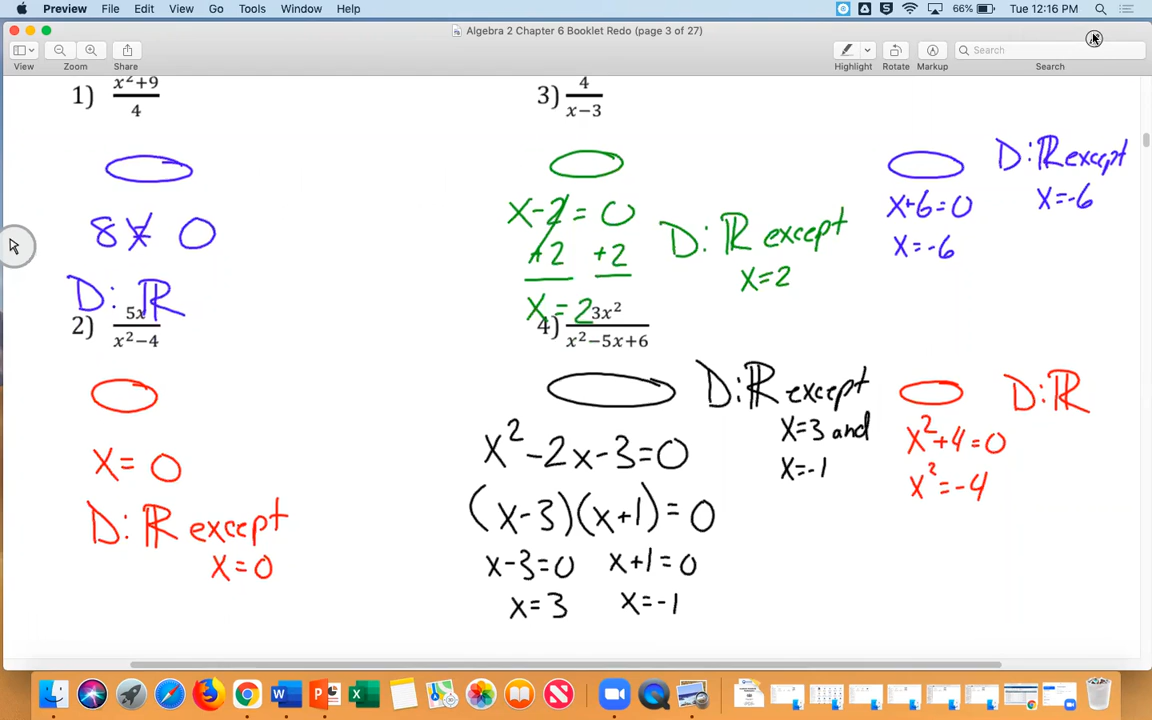 Preview File Edit View Go Tools Window Help 66% Tue 12:16 PM
Algebra 2 Chapter 6 Booklet Redo (page 3 of 27)
View Zoom Share Highlight Rotate Markup Search
Search
1) x²+9 / 4
8 ≠ 0
D: ℝ
2) 5x / x²−4
x = 0
D: ℝ except
x = 0
3) 4 / x−3
x-2 = 0
+2 +2
x = 2
D: ℝ except
x=2
4) 3x² / x²−5x+6
x²-2x-3=0
(x-3)(x+1) = 0
x-3=0 x+1=0
x=3 x=-1
D: ℝ except
x=3 and
x=-1
x+6=0
x=-6
D: ℝ except
x=-6
x²+4=0
x²=-4
D: ℝ